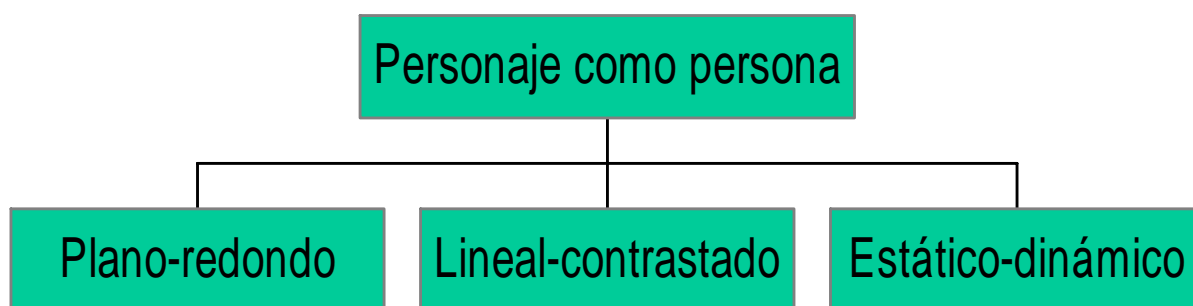 Personaje como persona
Plano-redondo
Lineal-contrastado
Estático-dinámico